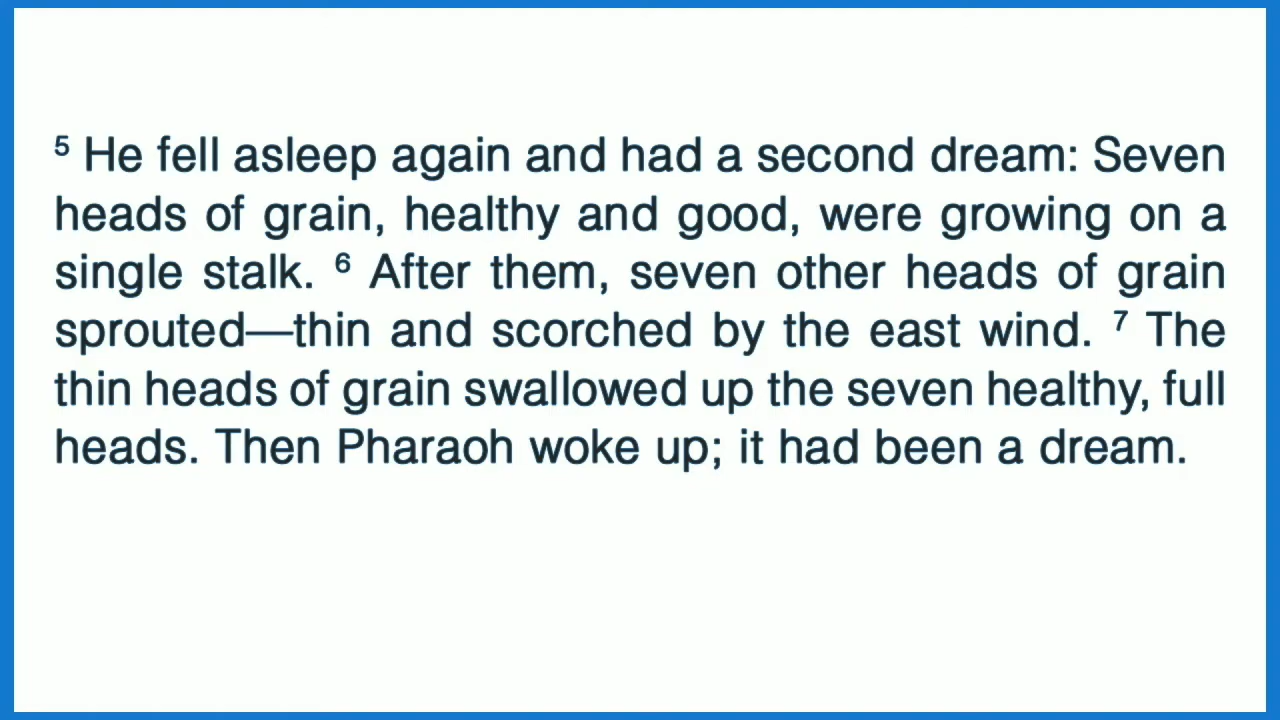 ⁵ He fell asleep again and had a second dream: Seven
heads of grain, healthy and good, were growing on a
single stalk. ⁶ After them, seven other heads of grain
sprouted—thin and scorched by the east wind. ⁷ The
thin heads of grain swallowed up the seven healthy, full
heads. Then Pharaoh woke up; it had been a dream.